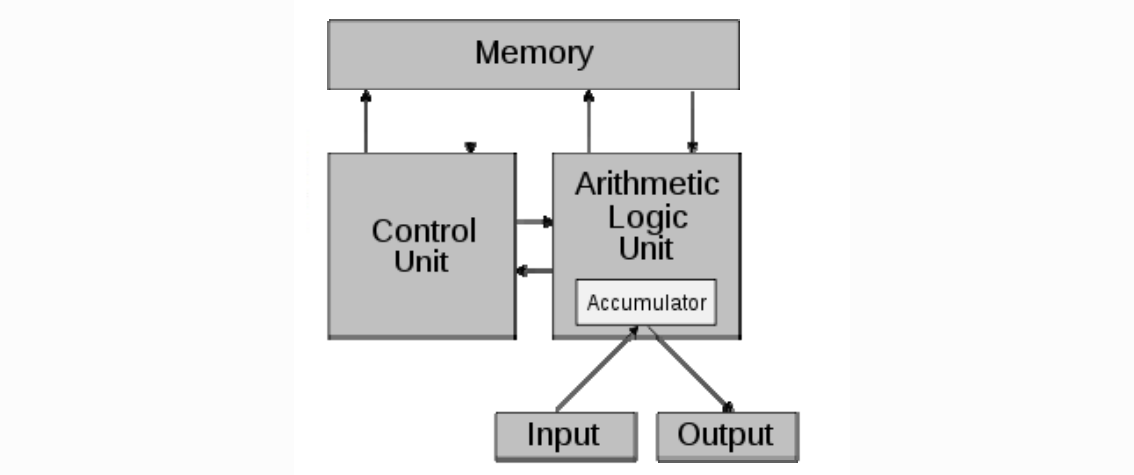 Memory
Control
Unit
Arithmetic
Logic
Unit
Accumulator
Input
Output